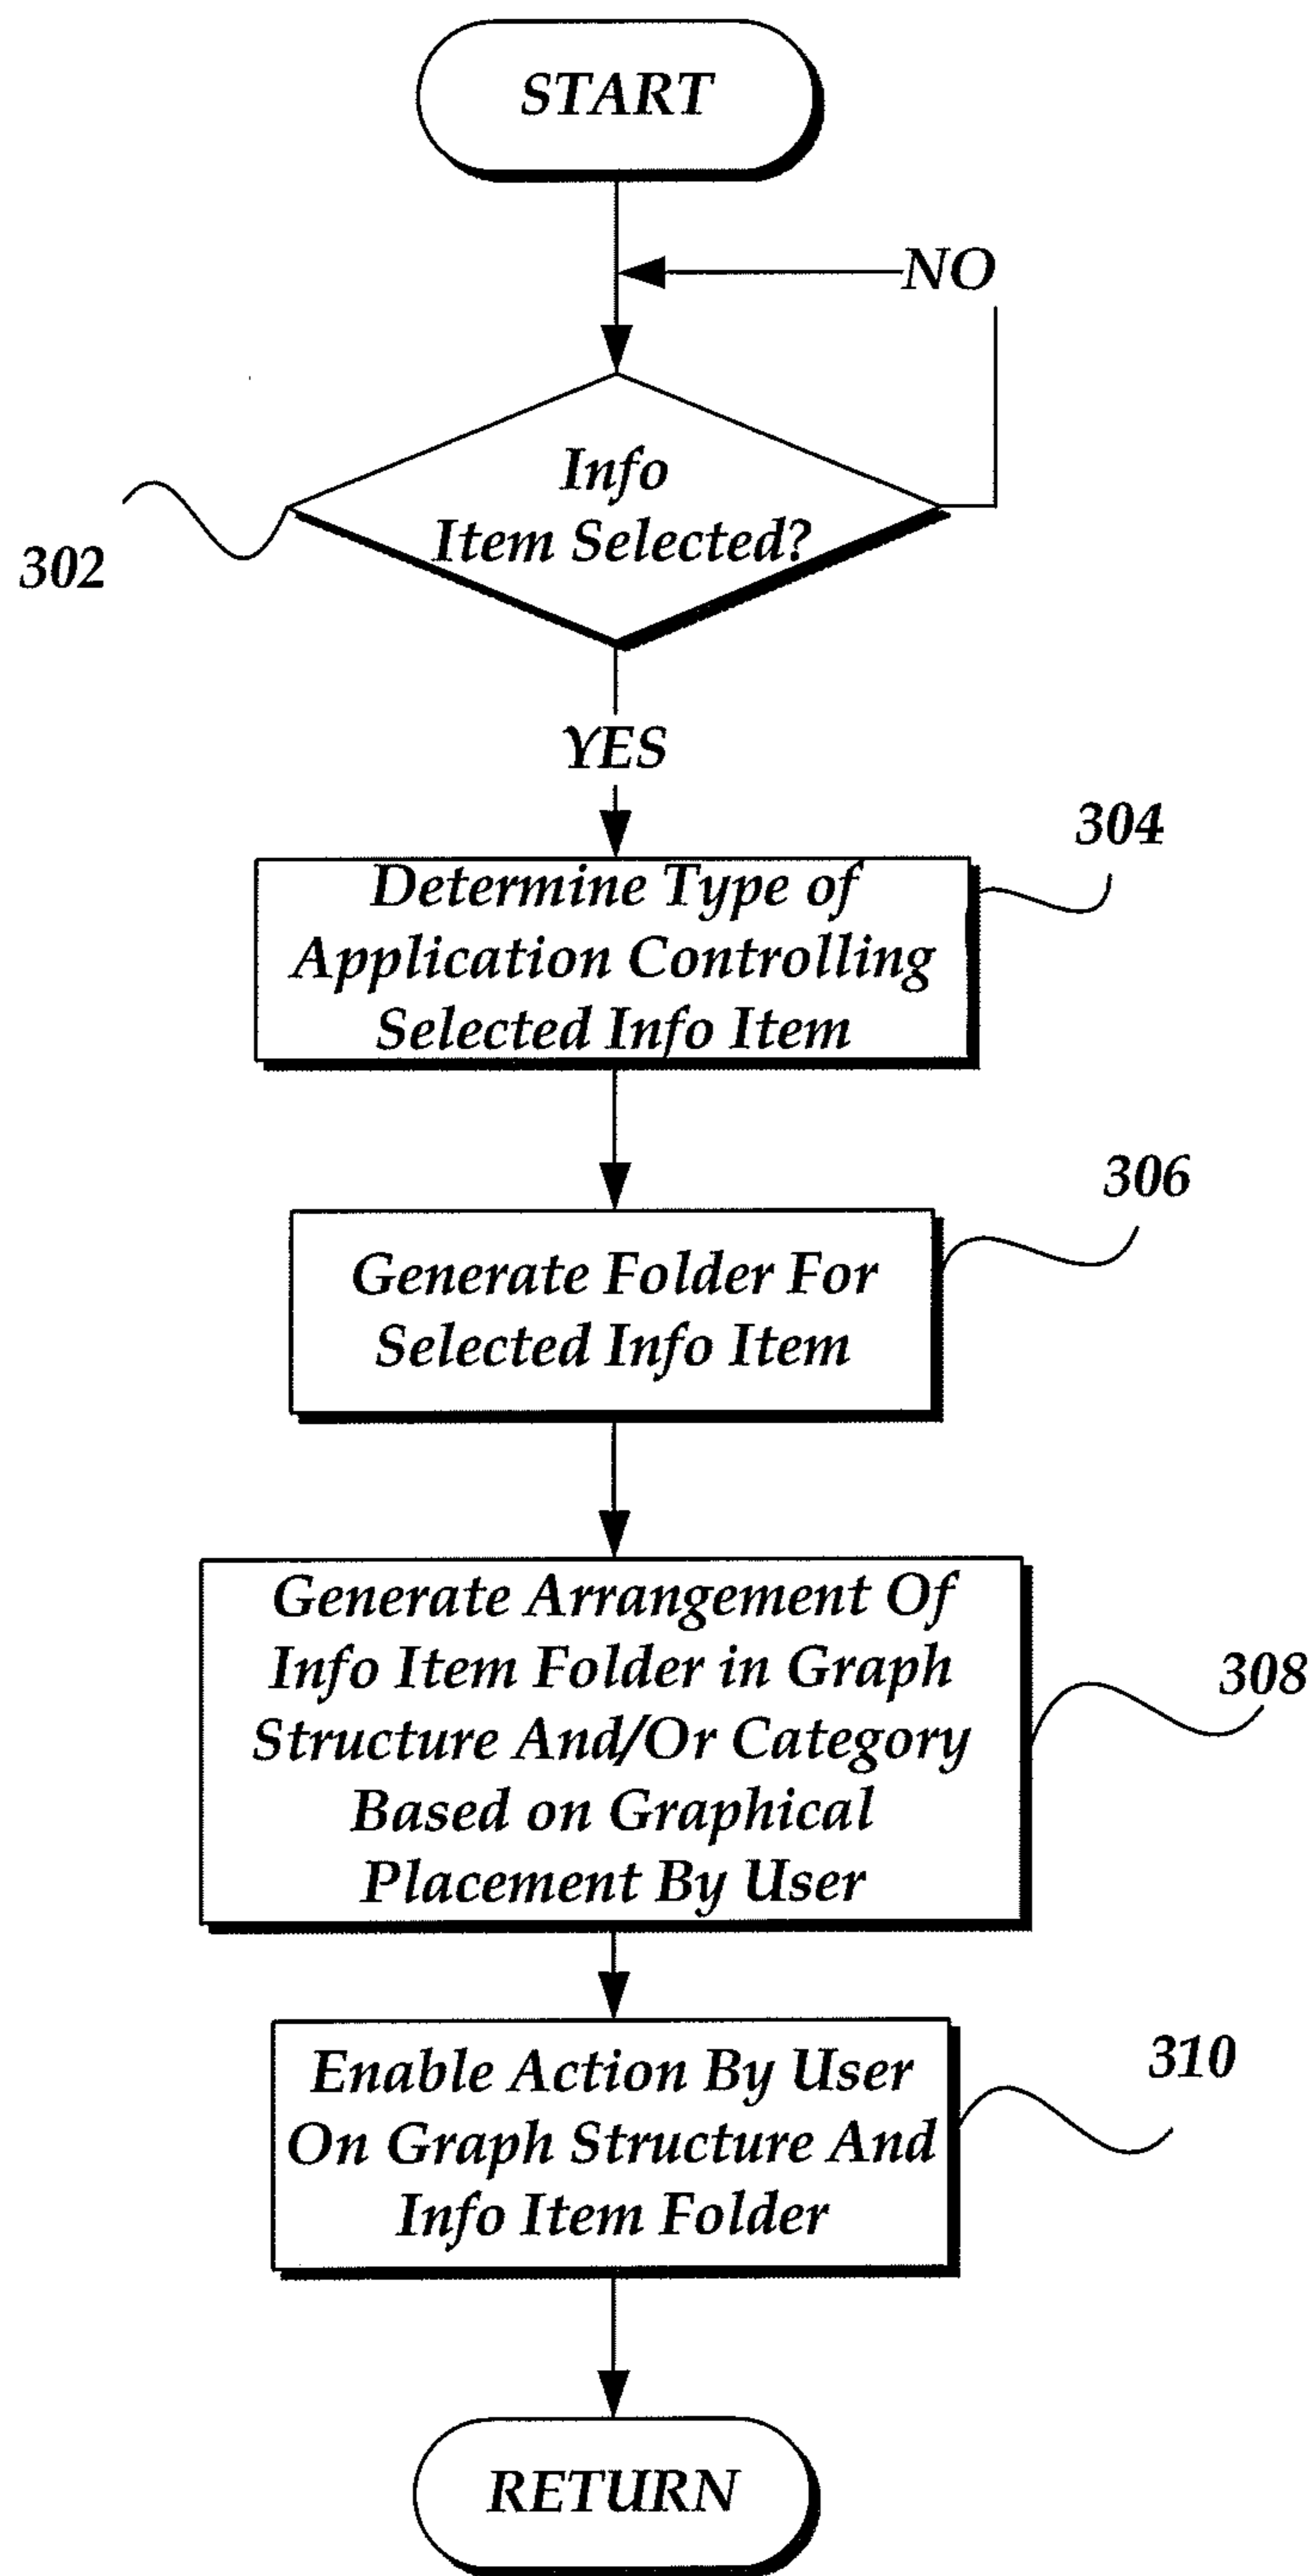 START
NO
Info
Item Selected?
302
YES
304
Determine Type of
Application Controlling
Selected Info Item
306
Generate Folder For
Selected Info Item
Generate Arrangement Of
Info Item Folder in Graph
308
Structure And/Or Category
Based on Graphical
Placement By User
310
Enable Action By User
On Graph Structure And
Info Item Folder
RETURN